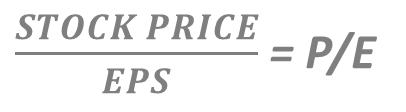 STOCK PRICE
EPS
= P/E